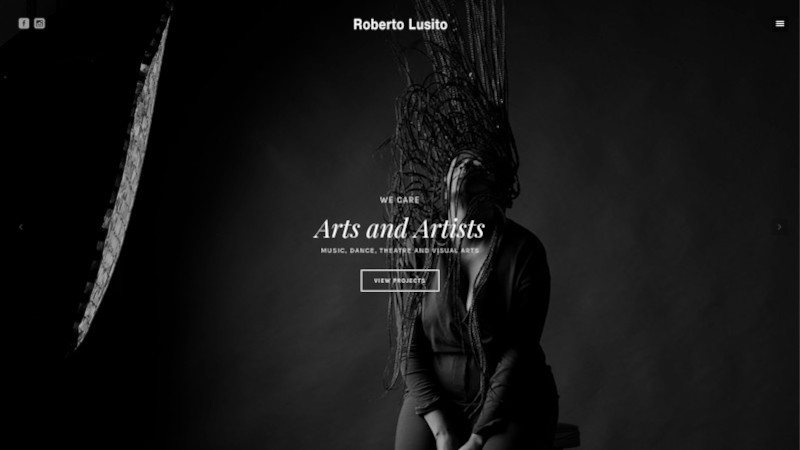 Roberto Lusito
WE CARE
Arts and Artists
MUSIC, DANCE, THEATRE AND VISUAL ARTS
VIEW PROJECTS